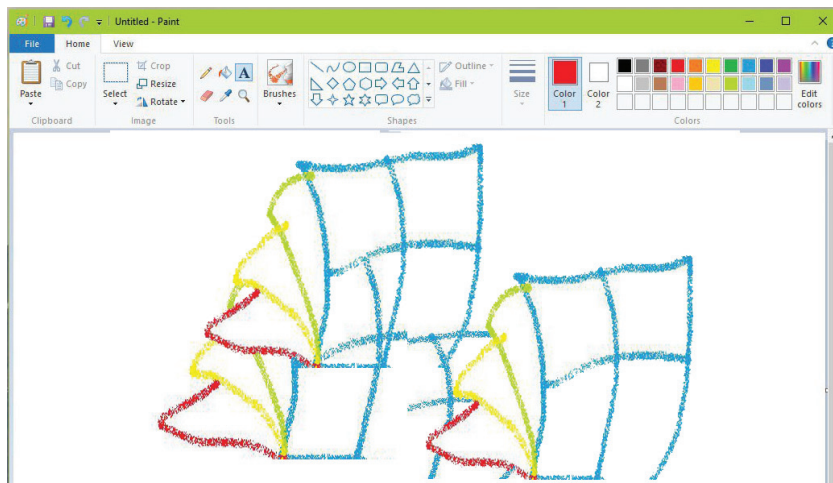 Untitled - Paint
File Home View
Paste
Cut
Copy
Clipboard
Select
Crop
Resize
Rotate
Image
A
Tools
Brushes
Outline
Fill
Shapes
Size
Color 1
Color 2
Edit colors
Colors